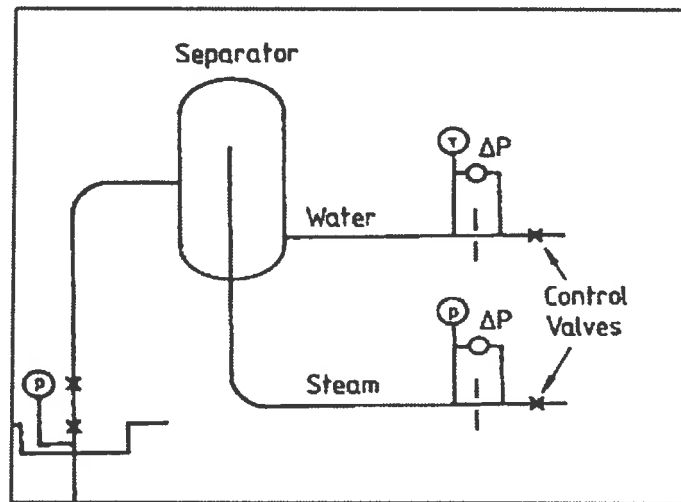 Separator
T
ΔP
Water
Control
Valves
P
ΔP
Steam
P